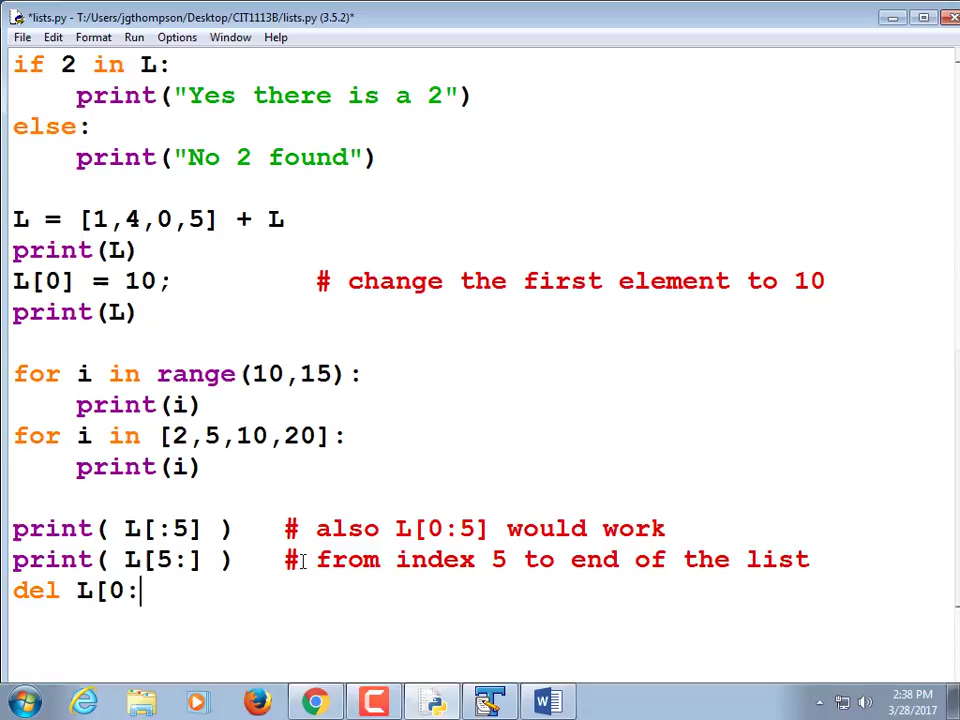 *lists.py - T:/Users/jgthompson/Desktop/CIT1113B/lists.py (3.5.2)*
File Edit Format Run Options Window Help
if 2 in L:
    print("Yes there is a 2")
else:
    print("No 2 found")
L = [1,4,0,5] + L
print(L)
L[0] = 10;         # change the first element to 10
print(L)
for i in range(10,15):
    print(i)
for i in [2,5,10,20]:
    print(i)
print( L[:5] )   # also L[0:5] would work
print( L[5:] )   # from index 5 to end of the list
del L[0:
2:38 PM
3/28/2017